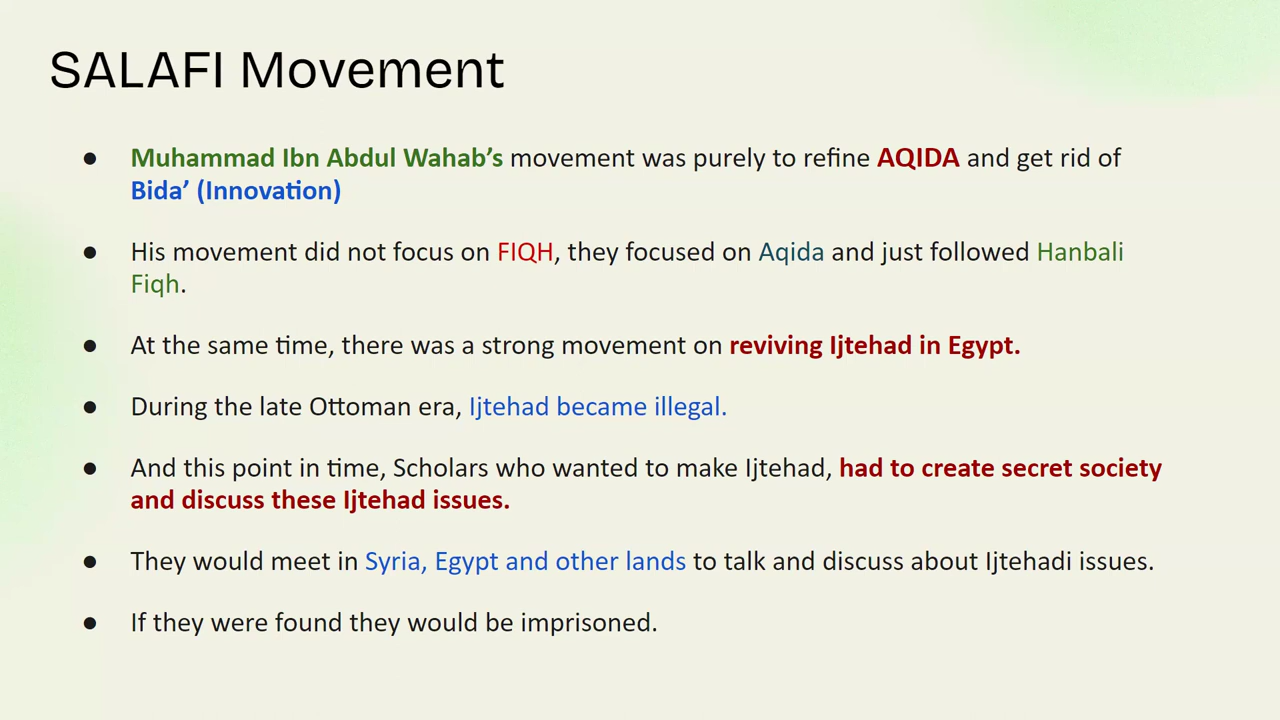 SALAFI Movement
● Muhammad Ibn Abdul Wahab’s movement was purely to refine AQIDA and get rid of
Bida’ (Innovation)
● His movement did not focus on FIQH, they focused on Aqida and just followed Hanbali
Fiqh.
● At the same time, there was a strong movement on reviving Ijtehad in Egypt.
● During the late Ottoman era, Ijtehad became illegal.
● And this point in time, Scholars who wanted to make Ijtehad, had to create secret society
and discuss these Ijtehad issues.
● They would meet in Syria, Egypt and other lands to talk and discuss about Ijtehadi issues.
● If they were found they would be imprisoned.